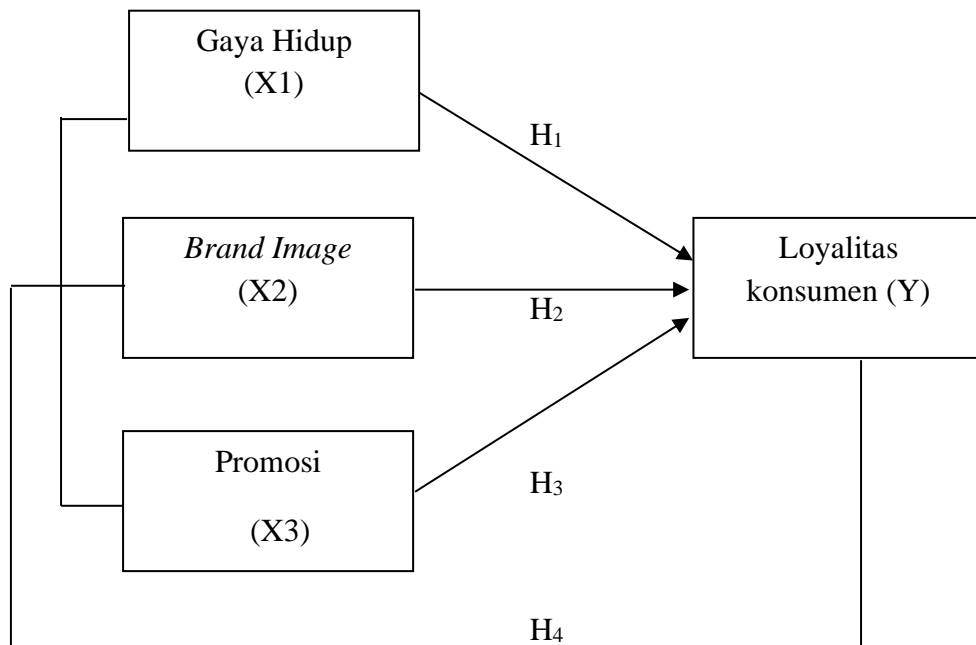 Gaya Hidup
(X1)
H₁
Brand Image
(X2)
Loyalitas
konsumen (Y)
H₂
Promosi
(X3)
H₃
H₄